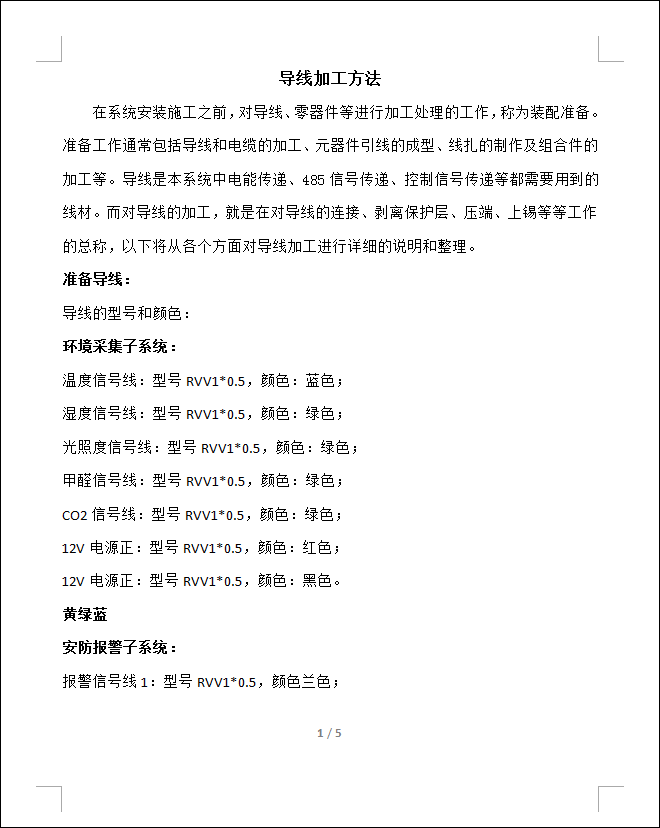 导线加工方法
在系统安装施工之前，对导线、零器件等进行加工处理的工作，称为装配准备。
准备工作通常包括导线和电缆的加工、元器件引线的成型、线扎的制作及组合件的
加工等。导线是本系统中电能传递、485 信号传递、控制信号传递等都需要用到的
线材。而对导线的加工，就是在对导线的连接、剥离保护层、压端、上锡等等工作
的总称，以下将从各个方面对导线加工进行详细的说明和整理。
准备导线：
导线的型号和颜色：
环境采集子系统：
温度信号线：型号 RVV1*0.5，颜色：蓝色；
湿度信号线：型号 RVV1*0.5，颜色：绿色；
光照度信号线：型号 RVV1*0.5，颜色：绿色；
甲醛信号线：型号 RVV1*0.5，颜色：绿色；
CO2 信号线：型号 RVV1*0.5，颜色：绿色；
12V 电源正：型号 RVV1*0.5，颜色：红色；
12V 电源正：型号 RVV1*0.5，颜色：黑色。
黄绿蓝
安防报警子系统：
报警信号线 1：型号 RVV1*0.5，颜色兰色；
1 / 5